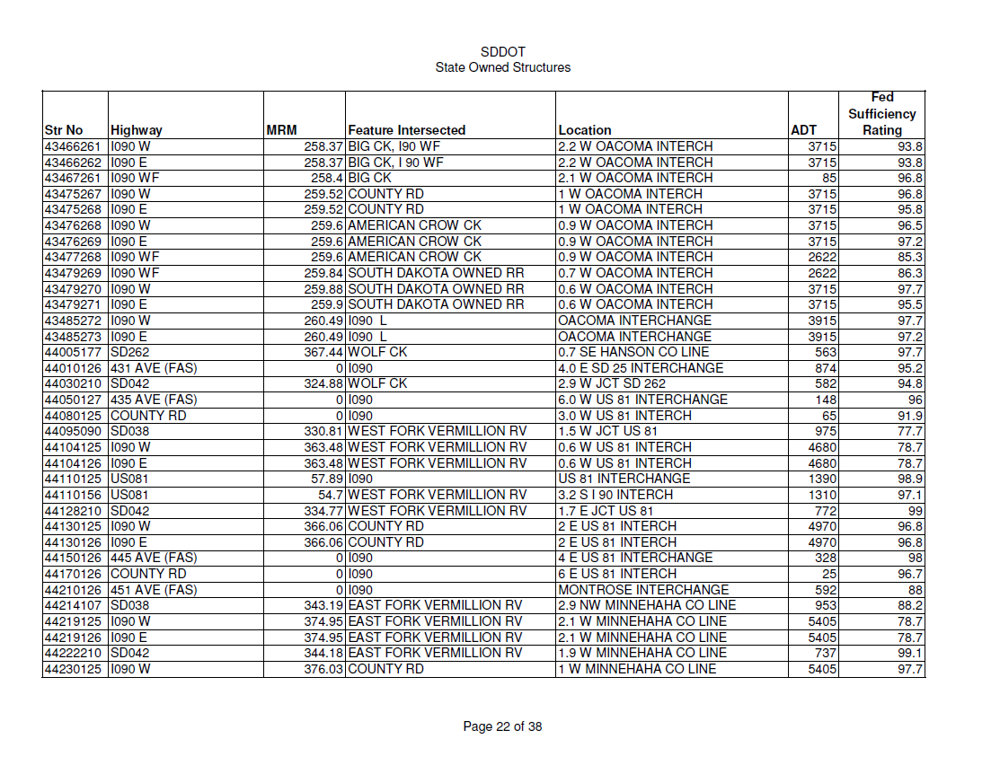 SDDOT
State Owned Structures
Fed
Sufficiency
Str No Highway MRM Feature Intersected Location ADT Rating
43466261 I090 W 258.37 BIG CK, I90 WF 2.2 W OACOMA INTERCH 3715 93.8
43466262 I090 E 258.37 BIG CK, I 90 WF 2.2 W OACOMA INTERCH 3715 93.8
43467261 I090 WF 258.4 BIG CK 2.1 W OACOMA INTERCH 85 96.8
43475267 I090 W 259.52 COUNTY RD 1 W OACOMA INTERCH 3715 96.8
43475268 I090 E 259.52 COUNTY RD 1 W OACOMA INTERCH 3715 95.8
43476268 I090 W 259.6 AMERICAN CROW CK 0.9 W OACOMA INTERCH 3715 96.5
43476269 I090 E 259.6 AMERICAN CROW CK 0.9 W OACOMA INTERCH 3715 97.2
43477268 I090 WF 259.6 AMERICAN CROW CK 0.9 W OACOMA INTERCH 2622 85.3
43479269 I090 WF 259.84 SOUTH DAKOTA OWNED RR 0.7 W OACOMA INTERCH 2622 86.3
43479270 I090 W 259.88 SOUTH DAKOTA OWNED RR 0.6 W OACOMA INTERCH 3715 97.7
43479271 I090 E 259.9 SOUTH DAKOTA OWNED RR 0.6 W OACOMA INTERCH 3715 95.5
43485272 I090 W 260.49 I090 L OACOMA INTERCHANGE 3915 97.7
43485273 I090 E 260.49 I090 L OACOMA INTERCHANGE 3915 97.2
44005177 SD262 367.44 WOLF CK 0.7 SE HANSON CO LINE 563 97.7
44010126 431 AVE (FAS) 0 I090 4.0 E SD 25 INTERCHANGE 874 95.2
44030210 SD042 324.88 WOLF CK 2.9 W JCT SD 262 582 94.8
44050127 435 AVE (FAS) 0 I090 6.0 W US 81 INTERCHANGE 148 96
44080125 COUNTY RD 0 I090 3.0 W US 81 INTERCH 65 91.9
44095090 SD038 330.81 WEST FORK VERMILLION RV 1.5 W JCT US 81 975 77.7
44104125 I090 W 363.48 WEST FORK VERMILLION RV 0.6 W US 81 INTERCH 4680 78.7
44104126 I090 E 363.48 WEST FORK VERMILLION RV 0.6 W US 81 INTERCH 4680 78.7
44110125 US081 57.89 I090 US 81 INTERCHANGE 1390 98.9
44110156 US081 54.7 WEST FORK VERMILLION RV 3.2 S I 90 INTERCH 1310 97.1
44128210 SD042 334.77 WEST FORK VERMILLION RV 1.7 E JCT US 81 772 99
44130125 I090 W 366.06 COUNTY RD 2 E US 81 INTERCH 4970 96.8
44130126 I090 E 366.06 COUNTY RD 2 E US 81 INTERCH 4970 96.8
44150126 445 AVE (FAS) 0 I090 4 E US 81 INTERCHANGE 328 98
44170126 COUNTY RD 0 I090 6 E US 81 INTERCH 25 96.7
44210126 451 AVE (FAS) 0 I090 MONTROSE INTERCHANGE 592 88
44214107 SD038 343.19 EAST FORK VERMILLION RV 2.9 NW MINNEHAHA CO LINE 953 88.2
44219125 I090 W 374.95 EAST FORK VERMILLION RV 2.1 W MINNEHAHA CO LINE 5405 78.7
44219126 I090 E 374.95 EAST FORK VERMILLION RV 2.1 W MINNEHAHA CO LINE 5405 78.7
44222210 SD042 344.18 EAST FORK VERMILLION RV 1.9 W MINNEHAHA CO LINE 737 99.1
44230125 I090 W 376.03 COUNTY RD 1 W MINNEHAHA CO LINE 5405 97.7
Page 22 of 38